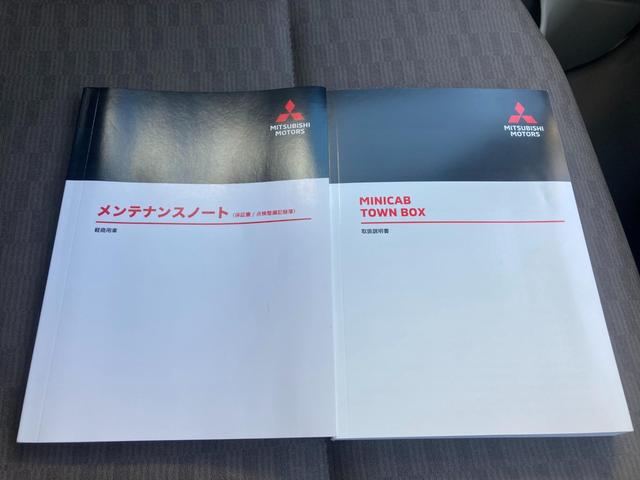 MITSUBISHI
MOTORS
メンテナンスノート（保証書 / 点検整備記録簿）
軽商用車
MITSUBISHI
MOTORS
MINICAB
TOWN BOX
取扱説明書